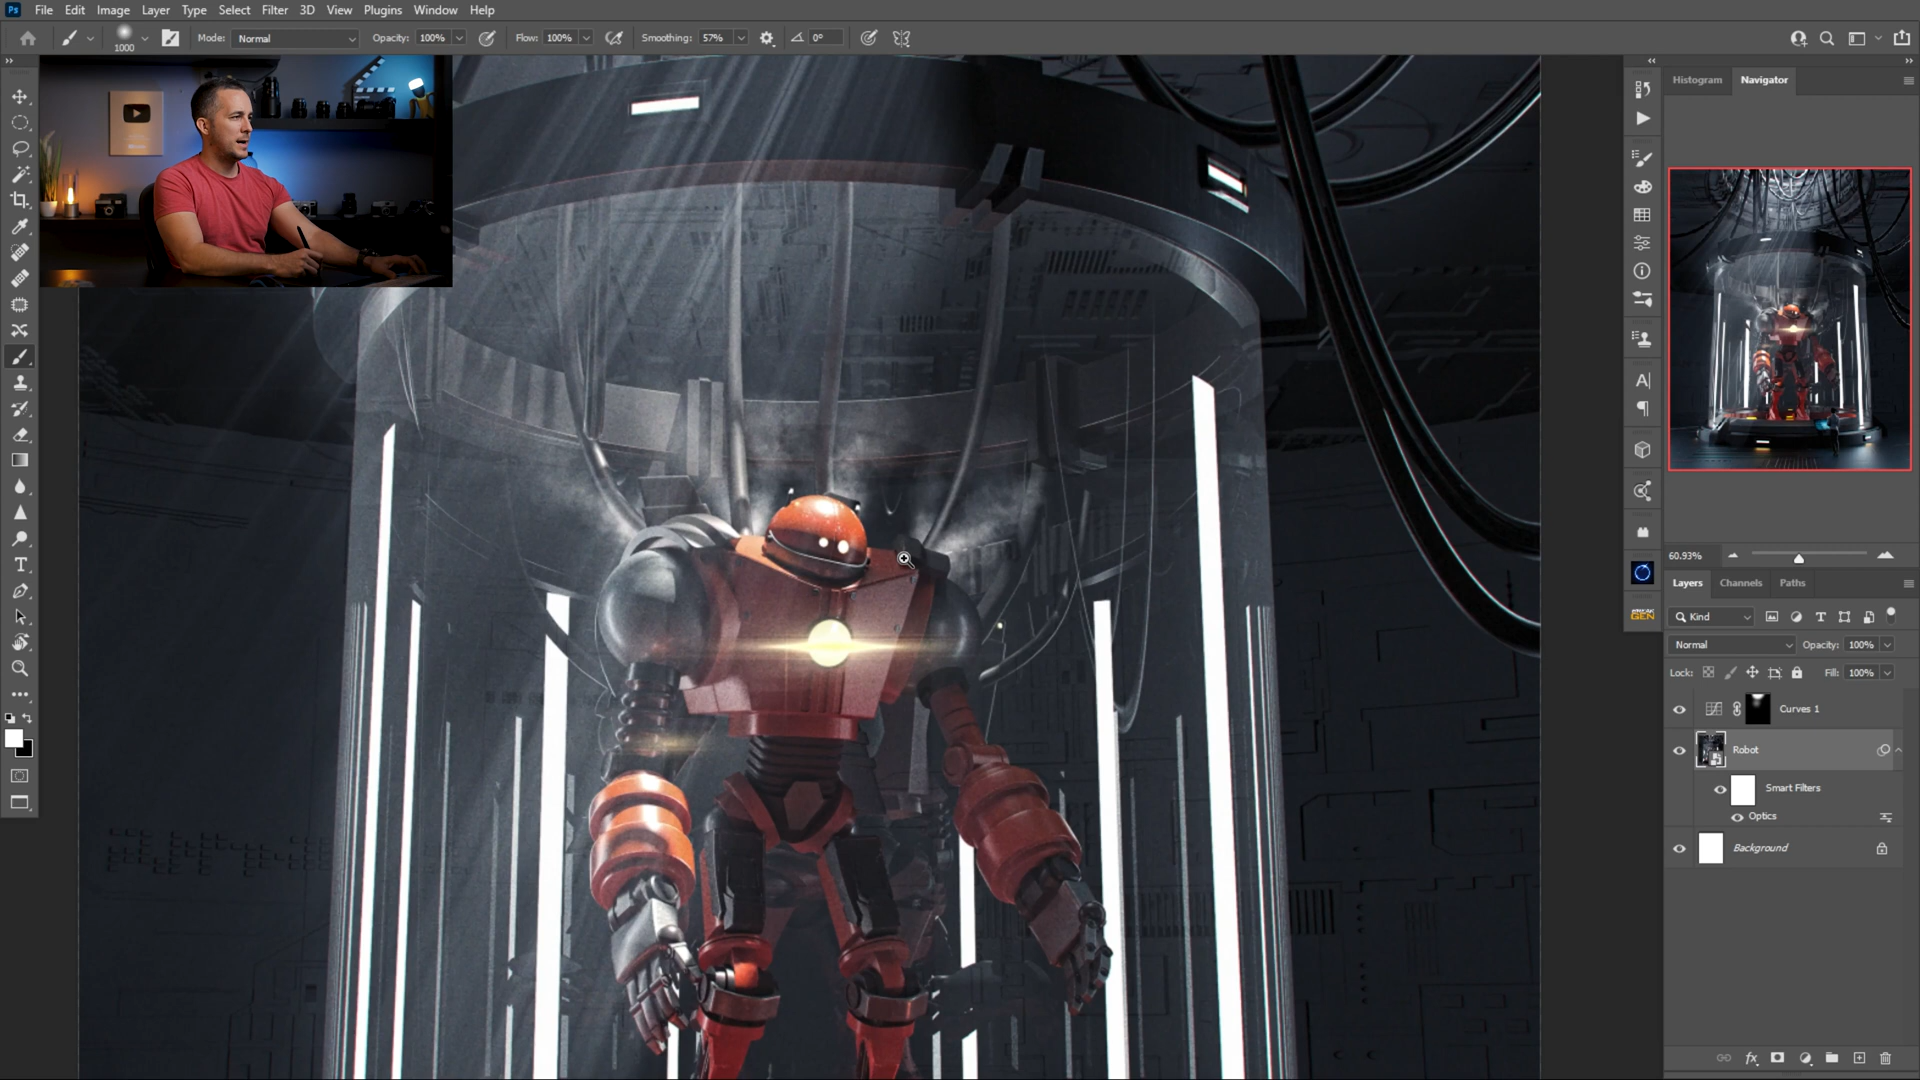 Ps File Edit Image Layer Type Select Filter 3D View Plugins Window Help
1000 Mode: Normal Opacity: 100% Flow: 100% Smoothing: 57% 0°
Histogram Navigator
60.93%
Layers Channels Paths
Kind
Normal Opacity: 100%
Lock: Fill: 100%
Curves 1
Robot
Smart Filters
Optics
Background
fx